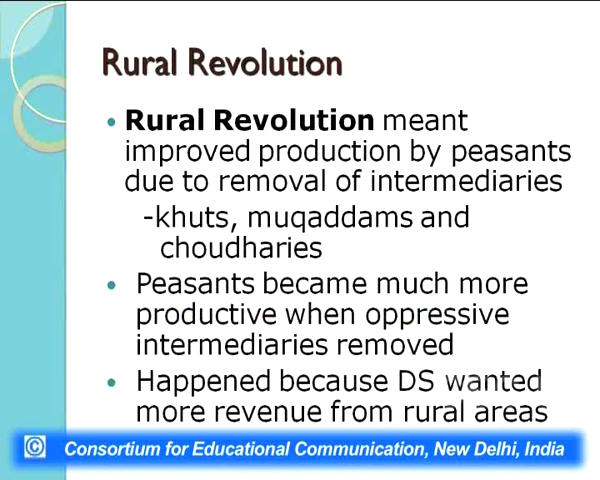 Rural Revolution
• Rural Revolution meant
improved production by peasants
due to removal of intermediaries
-khuts, muqaddams and
choudharies
• Peasants became much more
productive when oppressive
intermediaries removed
• Happened because DS wanted
more revenue from rural areas
© Consortium for Educational Communication, New Delhi, India